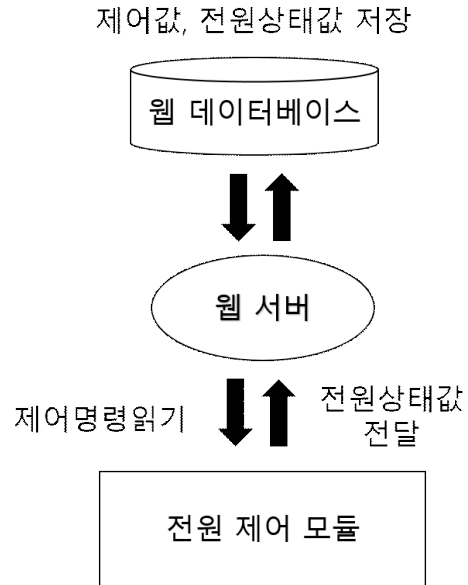 제어값, 전원상태값 저장
웹 데이터베이스
웹 서버
제어명령읽기
전원상태값
전달
전원 제어 모듈